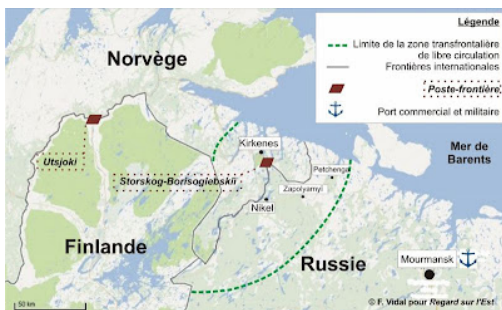 Légende
Limite de la zone transfrontalière
de libre circulation
Frontières internationales
Poste-frontière
Port commercial et militaire
Norvège
Mer de
Barents
Utsjoki
Kirkenes
Storskog-Borisogiebskii
Petchenga
Zapolyarnyi
Nikel
Finlande
Russie
Mourmansk
50 km
© F. Vidal pour Regard sur l'Est